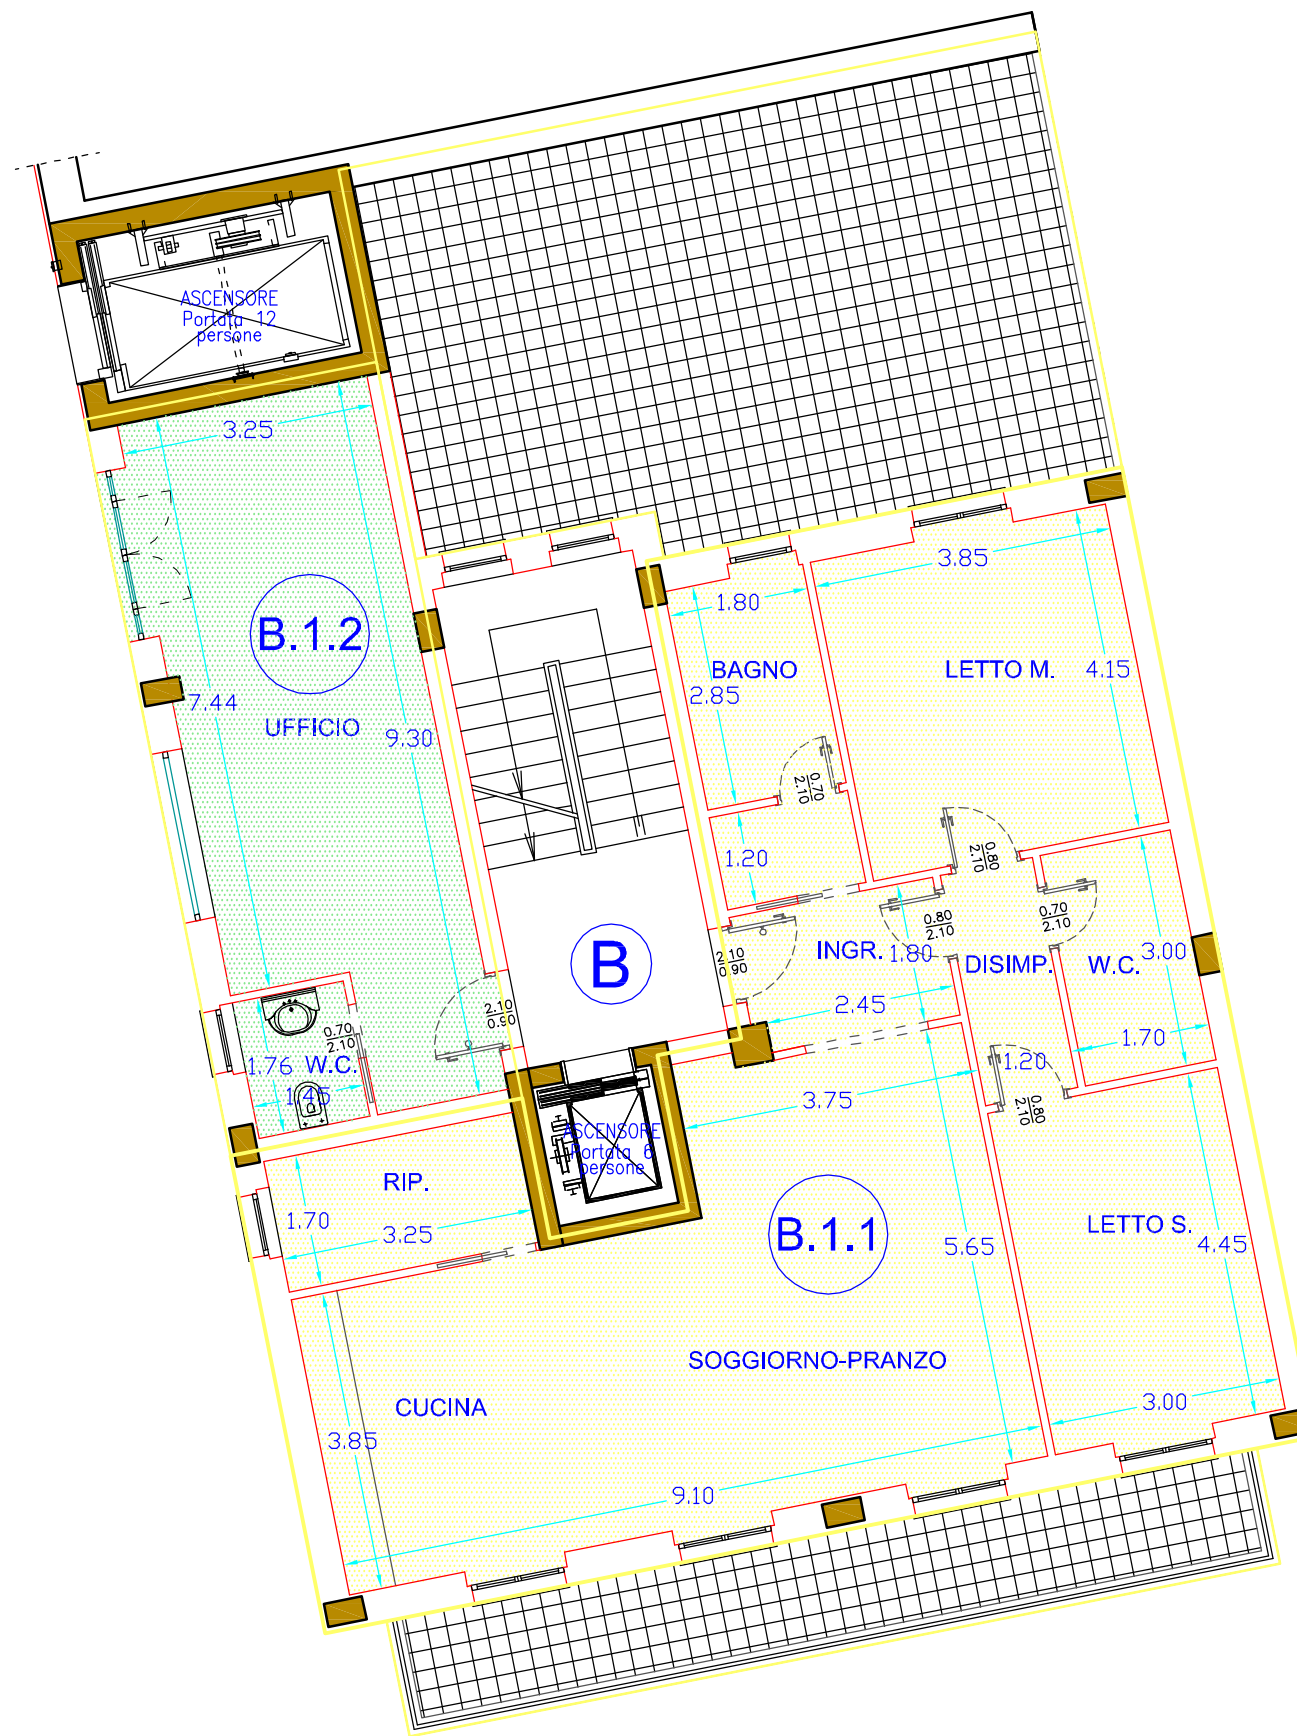 ASCENSORE
Portata 12
persone
3.25
B.1.2
7.44
UFFICIO
9.30
3.85
1.80
BAGNO
2.85
LETTO M.
4.15
0.70
2.10
1.20
0.80
2.10
B
2.10
0.90
INGR.
1.80
0.80
2.10
DISIMP.
0.70
2.10
W.C.
3.00
2.45
1.70
2.10
0.90
0.70
2.10
1.76
W.C.
1.45
1.20
0.80
2.10
3.75
ASCENSORE
Portata 6
persone
RIP.
1.70
3.25
B.1.1
5.65
LETTO S.
4.45
SOGGIORNO-PRANZO
CUCINA
3.85
3.00
9.10